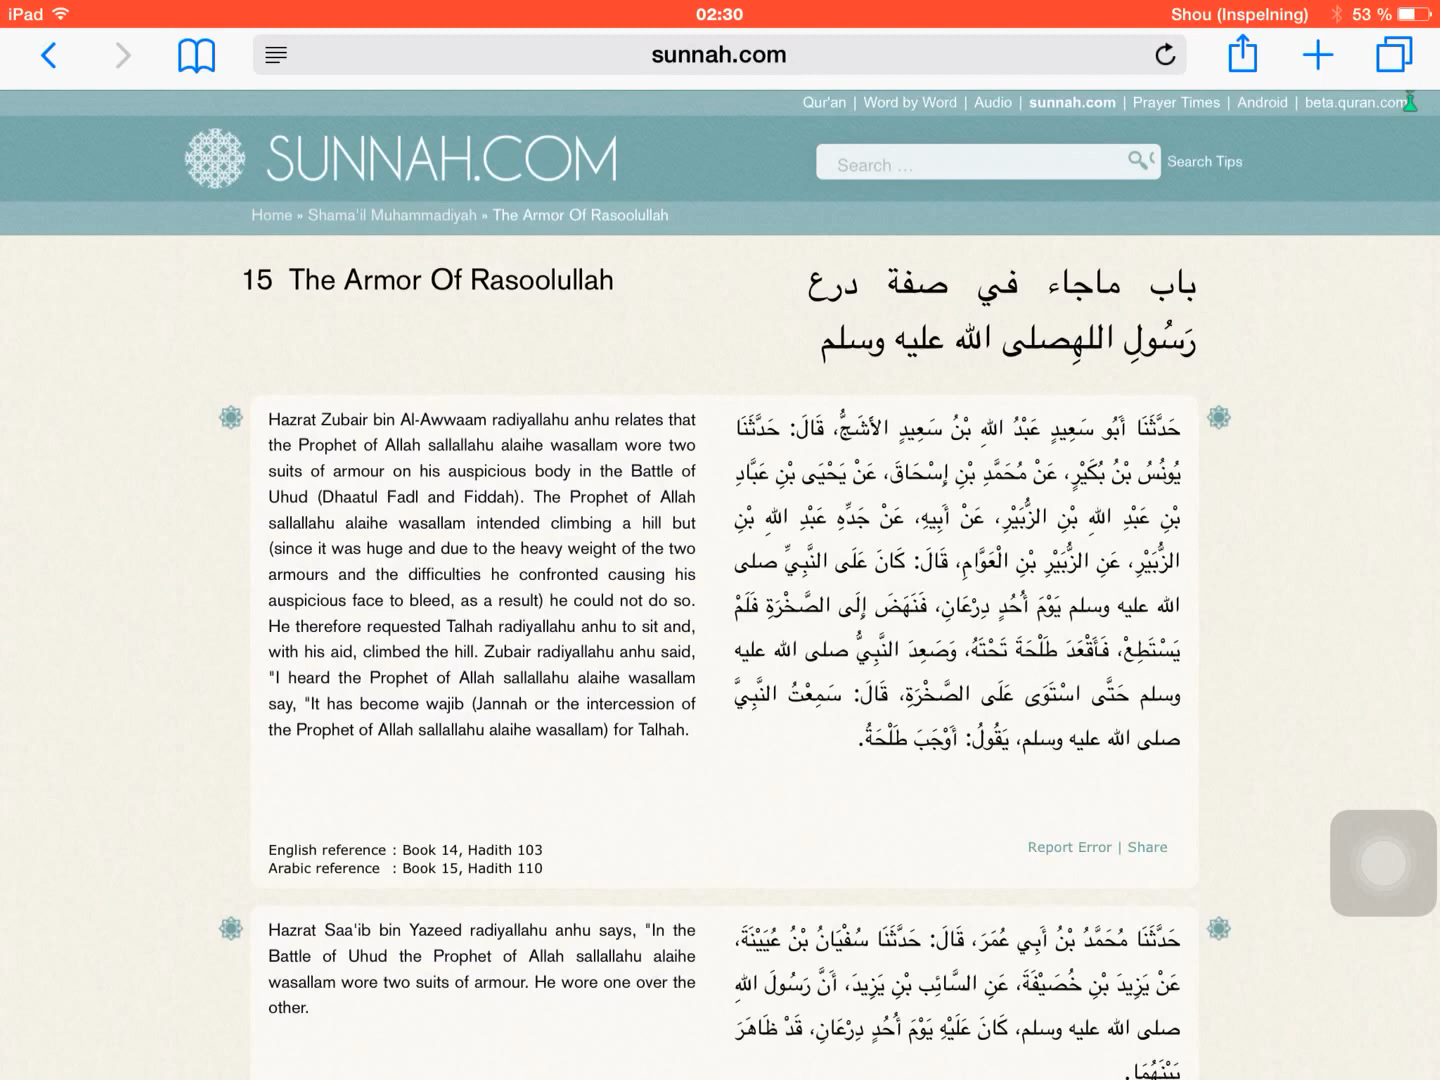 iPad 02:30 Shou (Inspelning) 53 %
sunnah.com
Qur'an | Word by Word | Audio | sunnah.com | Prayer Times | Android | beta.quran.com
SUNNAH.COM
Search ... Search Tips
Home » Shama'il Muhammadiyah » The Armor Of Rasoolullah
15 The Armor Of Rasoolullah
باب ماجاء في صفة درع
رَسُولِ اللهِصلى الله عليه وسلم
Hazrat Zubair bin Al-Awwaam radiyallahu anhu relates that
the Prophet of Allah sallallahu alaihe wasallam wore two
suits of armour on his auspicious body in the Battle of
Uhud (Dhaatul Fadl and Fiddah). The Prophet of Allah
sallallahu alaihe wasallam intended climbing a hill but
(since it was huge and due to the heavy weight of the two
armours and the difficulties he confronted causing his
auspicious face to bleed, as a result) he could not do so.
He therefore requested Talhah radiyallahu anhu to sit and,
with his aid, climbed the hill. Zubair radiyallahu anhu said,
"I heard the Prophet of Allah sallallahu alaihe wasallam
say, "It has become wajib (Jannah or the intercession of
the Prophet of Allah sallallahu alaihe wasallam) for Talhah.
حَدَّثَنَا أَبُو سَعِيدٍ عَبْدُ اللهِ بْنُ سَعِيدٍ الأَشَجُّ، قَالَ: حَدَّثَنَا
يُونُسُ بْنُ بُكَيْرٍ، عَنْ مُحَمَّدِ بْنِ إِسْحَاقَ، عَنْ يَحْيَى بْنِ عَبَّادِ
بْنِ عَبْدِ اللهِ بْنِ الزُّبَيْرِ، عَنْ أَبِيهِ، عَنْ جَدِّهِ عَبْدِ اللهِ بْنِ
الزُّبَيْرِ، عَنِ الزُّبَيْرِ بْنِ الْعَوَّامِ، قَالَ: كَانَ عَلَى النَّبِيِّ صلى
الله عليه وسلم يَوْمَ أُحُدٍ دِرْعَانِ، فَنَهَضَ إِلَى الصَّخْرَةِ فَلَمْ
يَسْتَطِعْ، فَأَقْعَدَ طَلْحَةَ تَحْتَهُ، وَصَعِدَ النَّبِيُّ صلى الله عليه
وسلم حَتَّى اسْتَوَى عَلَى الصَّخْرَةِ، قَالَ: سَمِعْتُ النَّبِيَّ
صلى الله عليه وسلم، يَقُولُ: أَوْجَبَ طَلْحَةُ.
English reference : Book 14, Hadith 103
Arabic reference : Book 15, Hadith 110
Report Error | Share
Hazrat Saa'ib bin Yazeed radiyallahu anhu says, "In the
Battle of Uhud the Prophet of Allah sallallahu alaihe
wasallam wore two suits of armour. He wore one over the
other.
حَدَّثَنَا مُحَمَّدُ بْنُ أَبِي عُمَرَ، قَالَ: حَدَّثَنَا سُفْيَانُ بْنُ عُيَيْنَةَ،
عَنْ يَزِيدَ بْنِ خُصَيْفَةَ، عَنِ السَّائِبِ بْنِ يَزِيدَ، أَنَّ رَسُولَ اللهِ
صلى الله عليه وسلم، كَانَ عَلَيْهِ يَوْمَ أُحُدٍ دِرْعَانِ، قَدْ ظَاهَرَ
بَيْنَهُمَا.